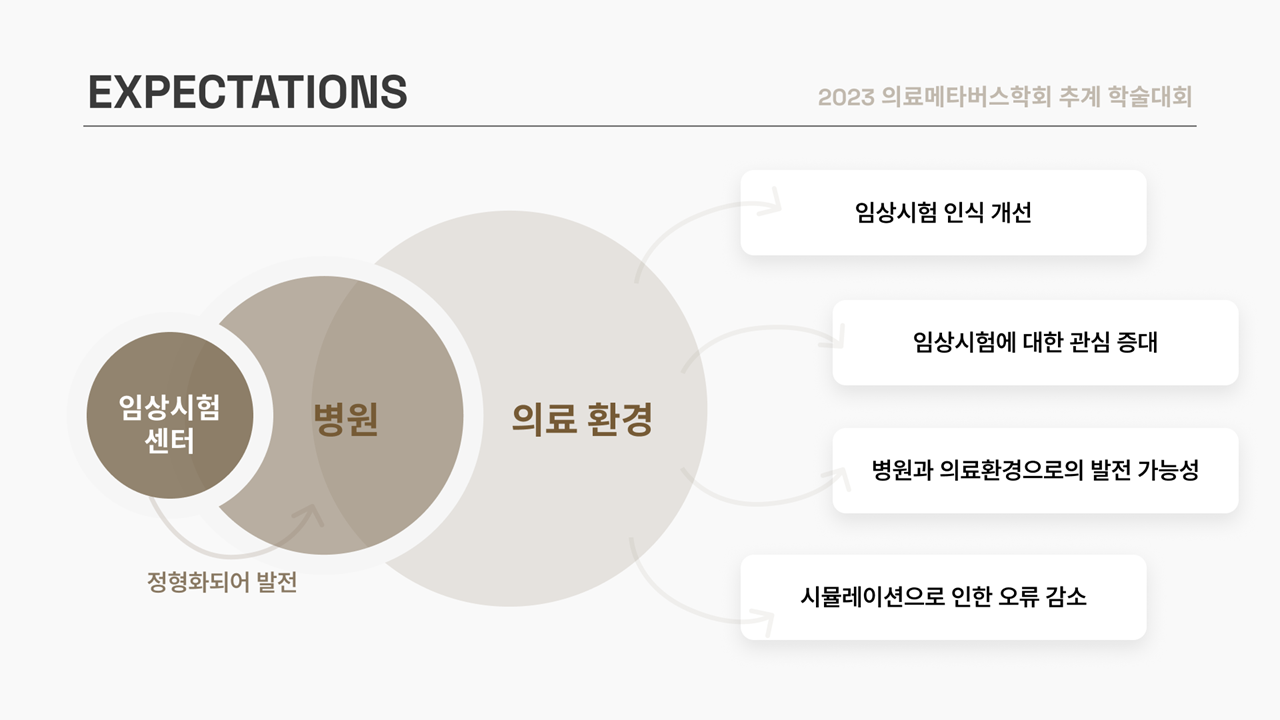 EXPECTATIONS
2023 의료메타버스학회 추계 학술대회
임상시험
센터
병원
의료 환경
정형화되어 발전
임상시험 인식 개선
임상시험에 대한 관심 증대
병원과 의료환경으로의 발전 가능성
시뮬레이션으로 인한 오류 감소